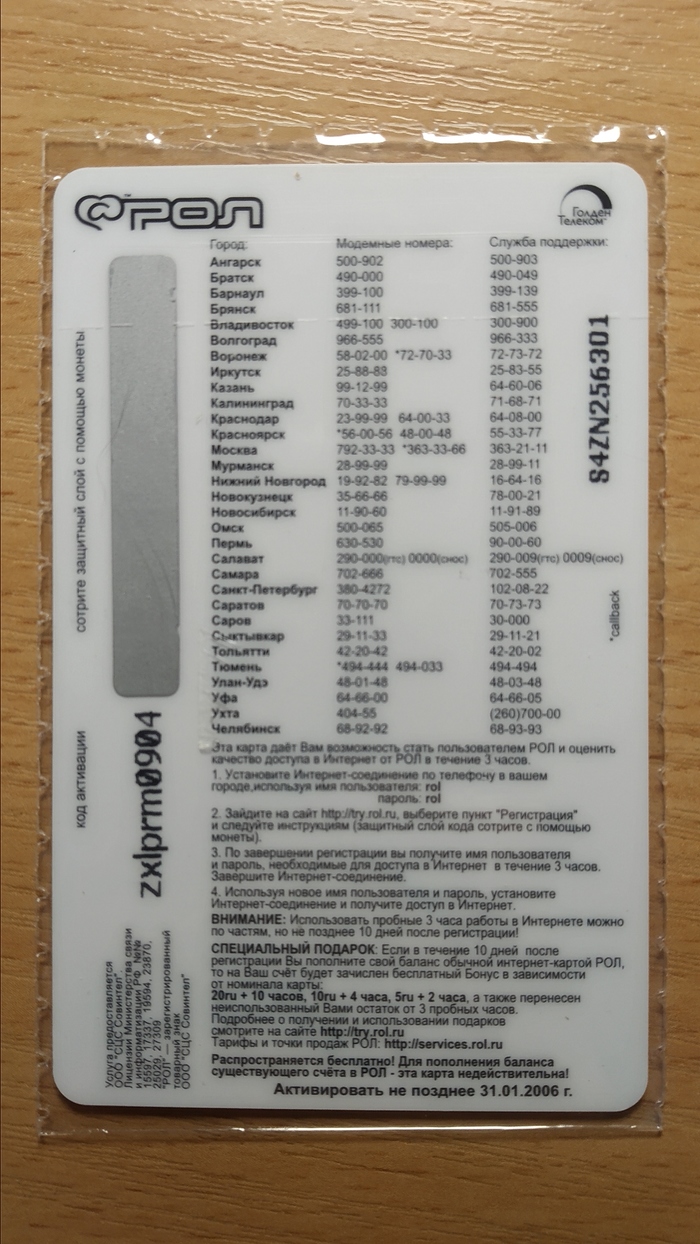 @РОЛ
Голден
Телеком
Город: Модемные номера: Служба поддержки:
Ангарск 500-902 500-903
Братск 490-000 490-049
Барнаул 399-100 399-139
Брянск 681-111 681-555
Владивосток 499-100 300-100 300-900
Волгоград 966-555 966-333
Воронеж 58-02-00 *72-70-33 72-73-72
Иркутск 25-88-88 25-83-55
Казань 99-12-99 64-60-06
Калининград 70-33-33 71-68-71
Краснодар 23-99-99 64-00-33 64-08-00
Красноярск *56-00-56 48-00-48 55-33-77
Москва 792-33-33 *363-33-66 363-21-11
Мурманск 28-99-99 28-99-11
Нижний Новгород 19-92-82 79-99-99 16-64-16
Новокузнецк 35-66-66 78-00-21
Новосибирск 11-90-60 11-91-89
Омск 500-065 505-006
Пермь 630-530 90-00-60
Салават 290-000(гтс) 0000(снос) 290-009(гтс) 0009(снос)
Самара 702-666 702-555
Санкт-Петербург 380-4272 102-08-22
Саратов 70-70-70 70-73-73
Саров 33-111 30-000
Сыктывкар 29-11-33 29-11-21
Тольятти 42-20-42 42-20-02
Тюмень *494-444 494-033 494-494
Улан-Удэ 48-01-48 48-03-48
Уфа 64-66-00 64-66-05
Ухта 404-55 (260)700-00
Челябинск 68-92-92 68-93-93
Эта карта даёт Вам возможность стать пользователем РОЛ и оценить
качество доступа в Интернет от РОЛ в течение 3 часов.
1. Установите Интернет-соединение по телефону в вашем
городе,используя имя пользователя: rol
пароль: rol
2. Зайдите на сайт http://try.rol.ru, выберите пункт "Регистрация"
и следуйте инструкциям (защитный слой кода сотрите с помощью
монеты).
3. По завершении регистрации вы получите имя пользователя
и пароль, необходимые для доступа в Интернет в течение 3 часов.
Завершите Интернет-соединение.
4. Используя новое имя пользователя и пароль, установите
Интернет-соединение и получите доступ в Интернет.
ВНИМАНИЕ: Использовать пробные 3 часа работы в Интернете можно
по частям, но не позднее 10 дней после регистрации!
СПЕЦИАЛЬНЫЙ ПОДАРОК: Если в течение 10 дней после
регистрации Вы пополните свой баланс обычной интернет-картой РОЛ,
то на Ваш счёт будет зачислен бесплатный Бонус в зависимости
от номинала карты:
20ru + 10 часов, 10ru + 4 часа, 5ru + 2 часа, а также перенесен
неиспользованный Вами остаток от 3 пробных часов.
Подробнее о получении и использовании подарков
смотрите на сайте http://try.rol.ru
Тарифы и точки продаж РОЛ: http://services.rol.ru
Распространяется бесплатно! Для пополнения баланса
существующего счёта в РОЛ - эта карта недействительна!
Активировать не позднее 31.01.2006 г.
сотрите защитный слой с помощью монеты
код активации
zxlprm0904
S4ZN256301
*callback
Услуга предоставляется
ООО "СЦС Совинтел".
Лицензии Министерства связи
и информатизации РФ №№
15597, 17337, 19594, 23870,
25029, 27309
"РОЛ" — зарегистрированный
товарный знак
ООО "СЦС Совинтел"